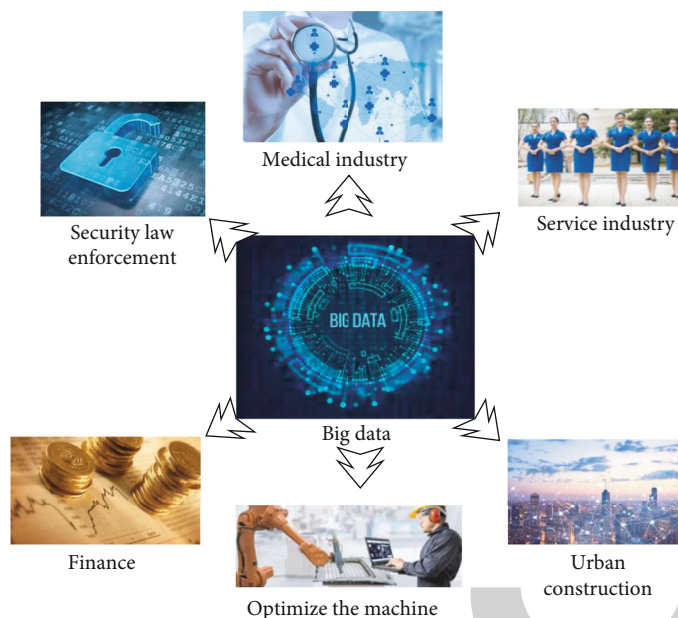 Medical industry
Security law
enforcement
Service industry
BIG DATA
Big data
Finance
Optimize the machine
Urban
construction